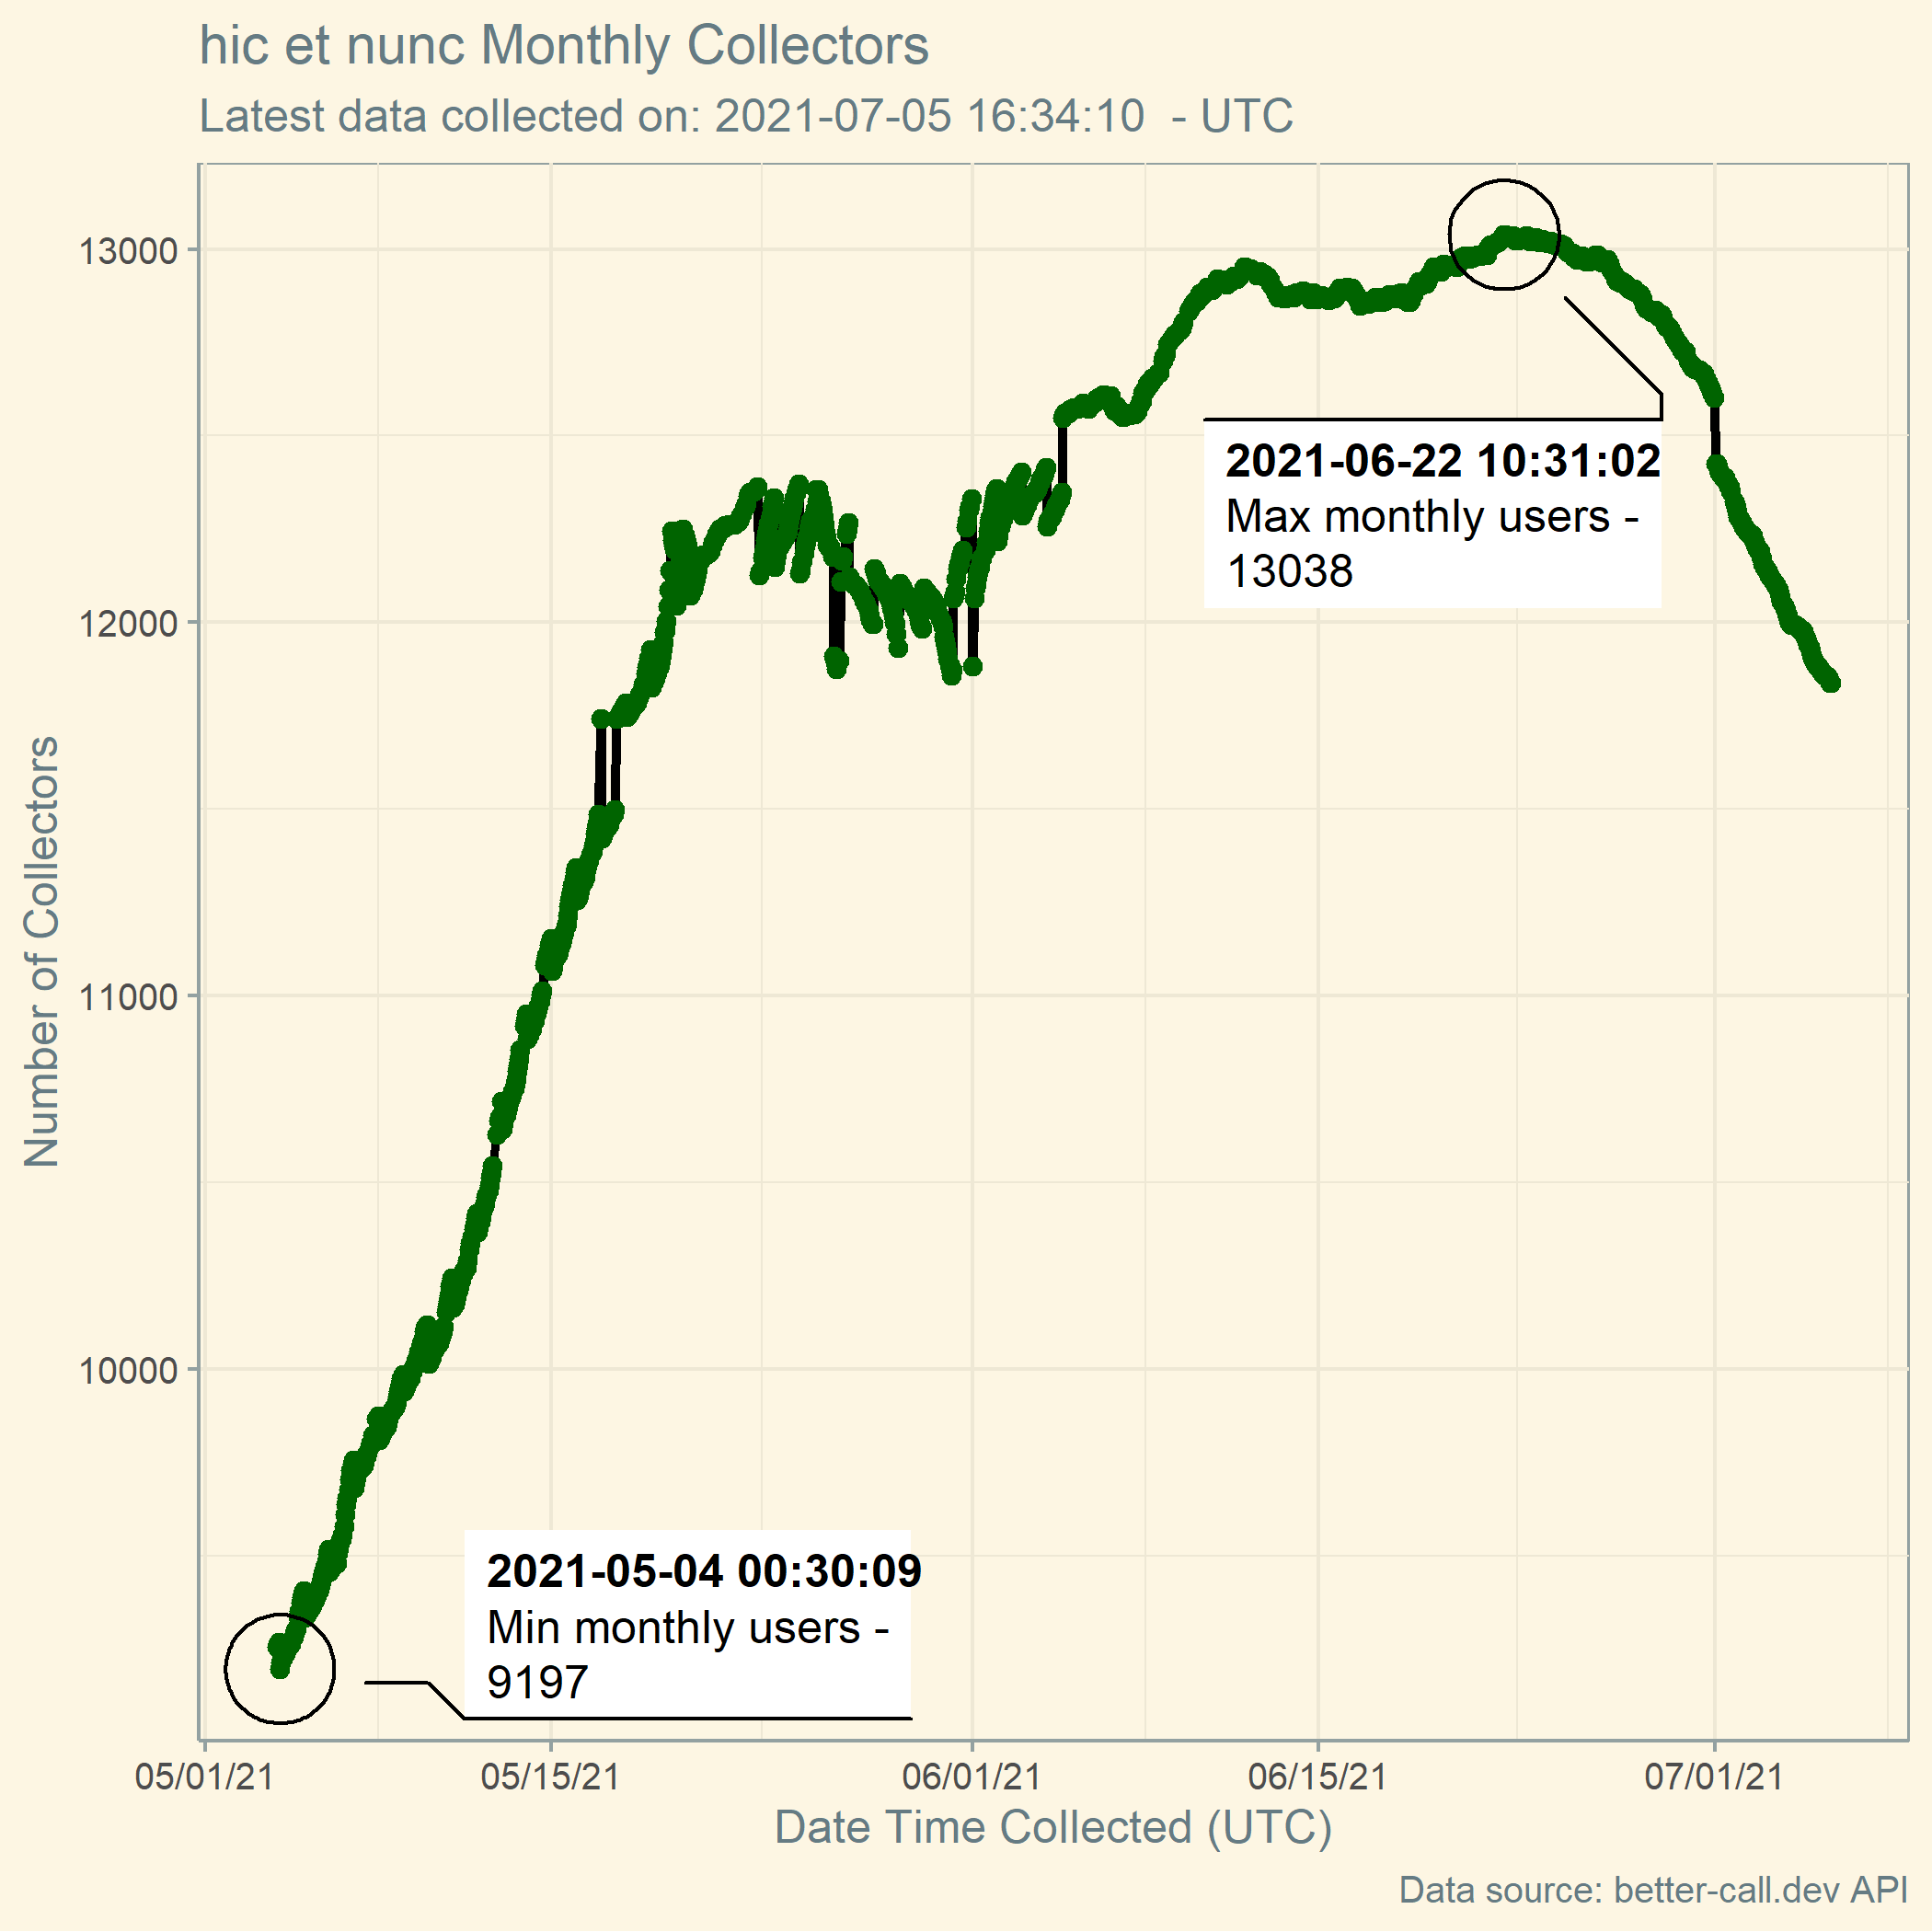 hic et nunc Monthly Collectors
Latest data collected on: 2021-07-05 16:34:10  - UTC
Number of Collectors
13000
12000
11000
10000
2021-06-22 10:31:02
Max monthly users -
13038
2021-05-04 00:30:09
Min monthly users -
9197
05/01/21
05/15/21
06/01/21
06/15/21
07/01/21
Date Time Collected (UTC)
Data source: better-call.dev API